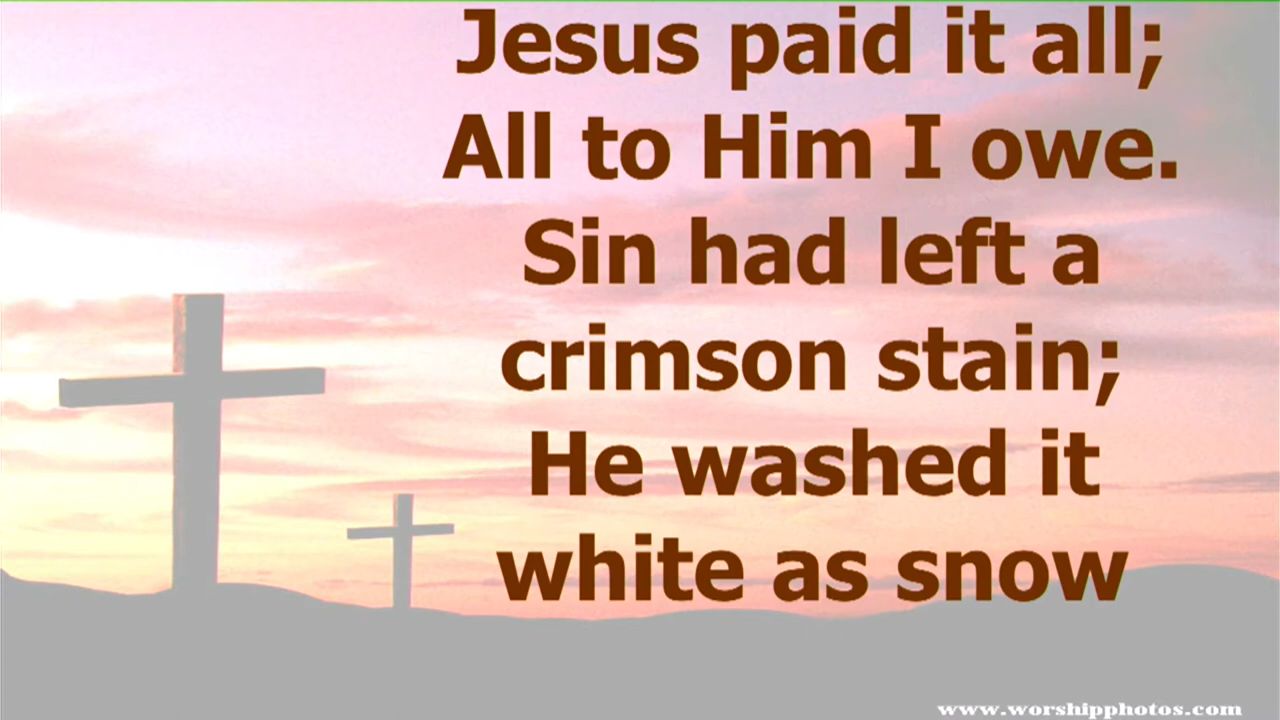 Jesus paid it all;
All to Him I owe.
Sin had left a
crimson stain;
He washed it
white as snow
www.worshipphotos.com